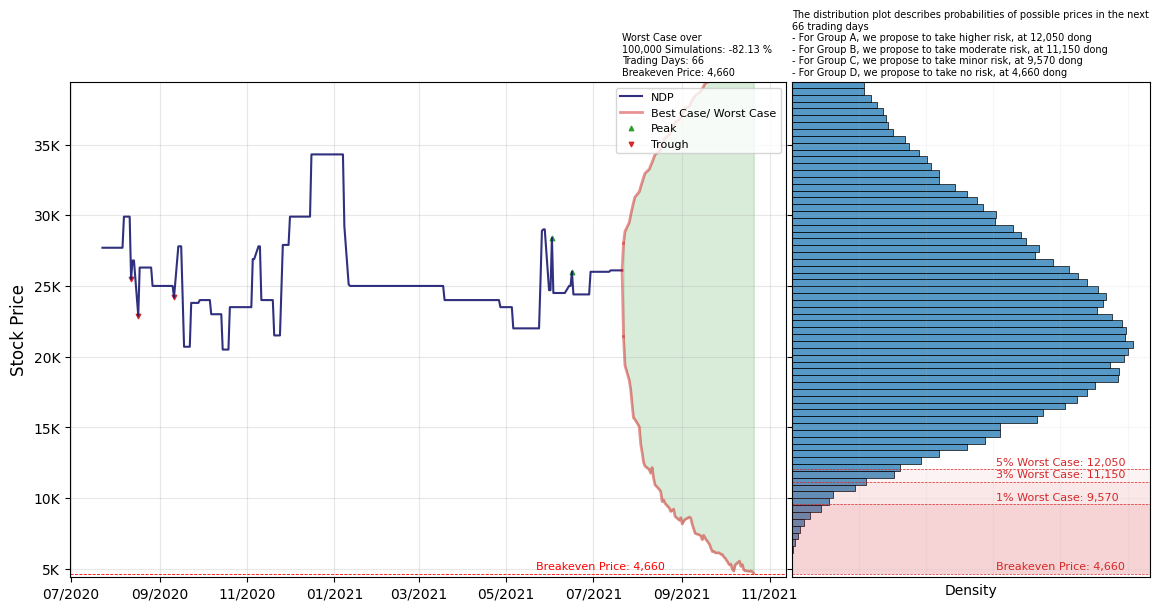 The distribution plot describes probabilities of possible prices in the next
66 trading days
- For Group A, we propose to take higher risk, at 12,050 dong
- For Group B, we propose to take moderate risk, at 11,150 dong
- For Group C, we propose to take minor risk, at 9,570 dong
- For Group D, we propose to take no risk, at 4,660 dong
Worst Case over
100,000 Simulations: -82.13 %
Trading Days: 66
Breakeven Price: 4,660
NDP
Best Case/ Worst Case
Peak
Trough
Stock Price
35K
30K
25K
20K
15K
10K
5K
Breakeven Price: 4,660
07/2020
09/2020
11/2020
01/2021
03/2021
05/2021
07/2021
09/2021
11/2021
5% Worst Case: 12,050
3% Worst Case: 11,150
1% Worst Case: 9,570
Breakeven Price: 4,660
Density